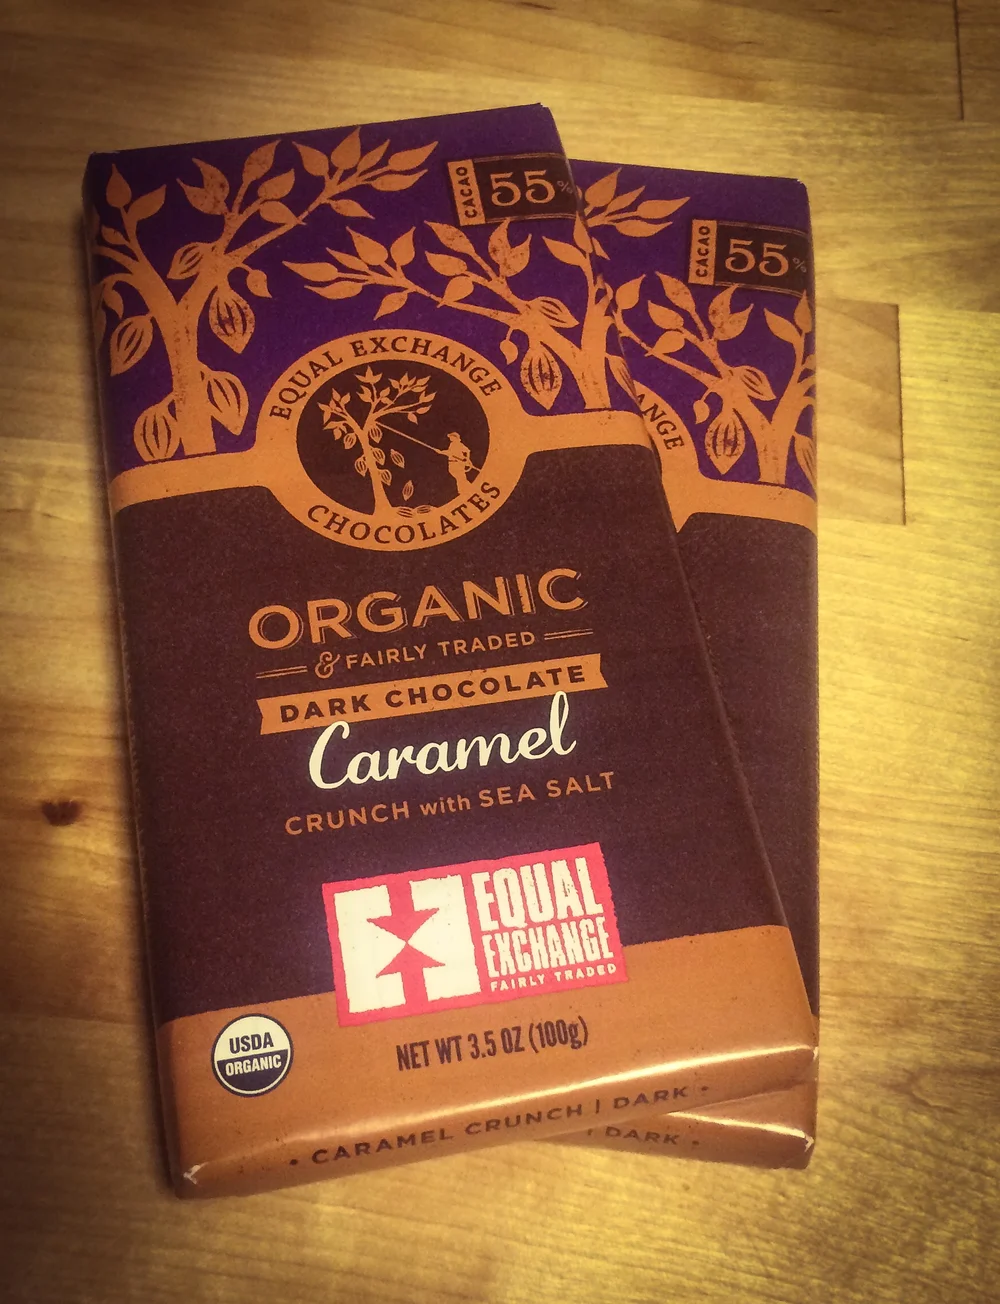 CACAO 55%
EQUAL EXCHANGE
CHOCOLATES
ORGANIC
& FAIRLY TRADED
DARK CHOCOLATE
Caramel
CRUNCH with SEA SALT
EQUAL
EXCHANGE
FAIRLY TRADED
USDA
ORGANIC
NET WT 3.5 OZ (100g)
• CARAMEL CRUNCH | DARK •
CACAO 55%
ANGE
| DARK •